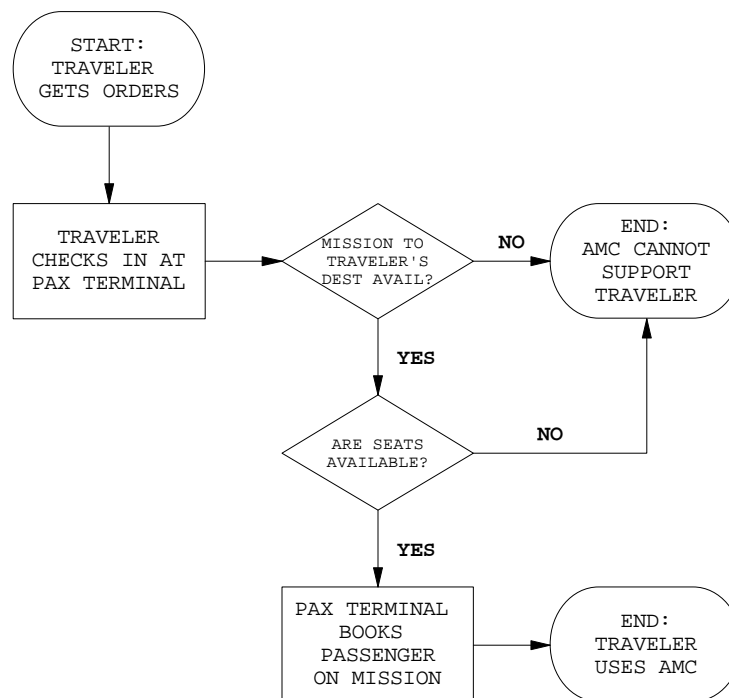 START:
TRAVELER
GETS ORDERS
TRAVELER
CHECKS IN AT
PAX TERMINAL
MISSION TO
TRAVELER'S
DEST AVAIL?
NO
END:
AMC CANNOT
SUPPORT
TRAVELER
YES
ARE SEATS
AVAILABLE?
NO
YES
PAX TERMINAL
BOOKS
PASSENGER
ON MISSION
END:
TRAVELER
USES AMC